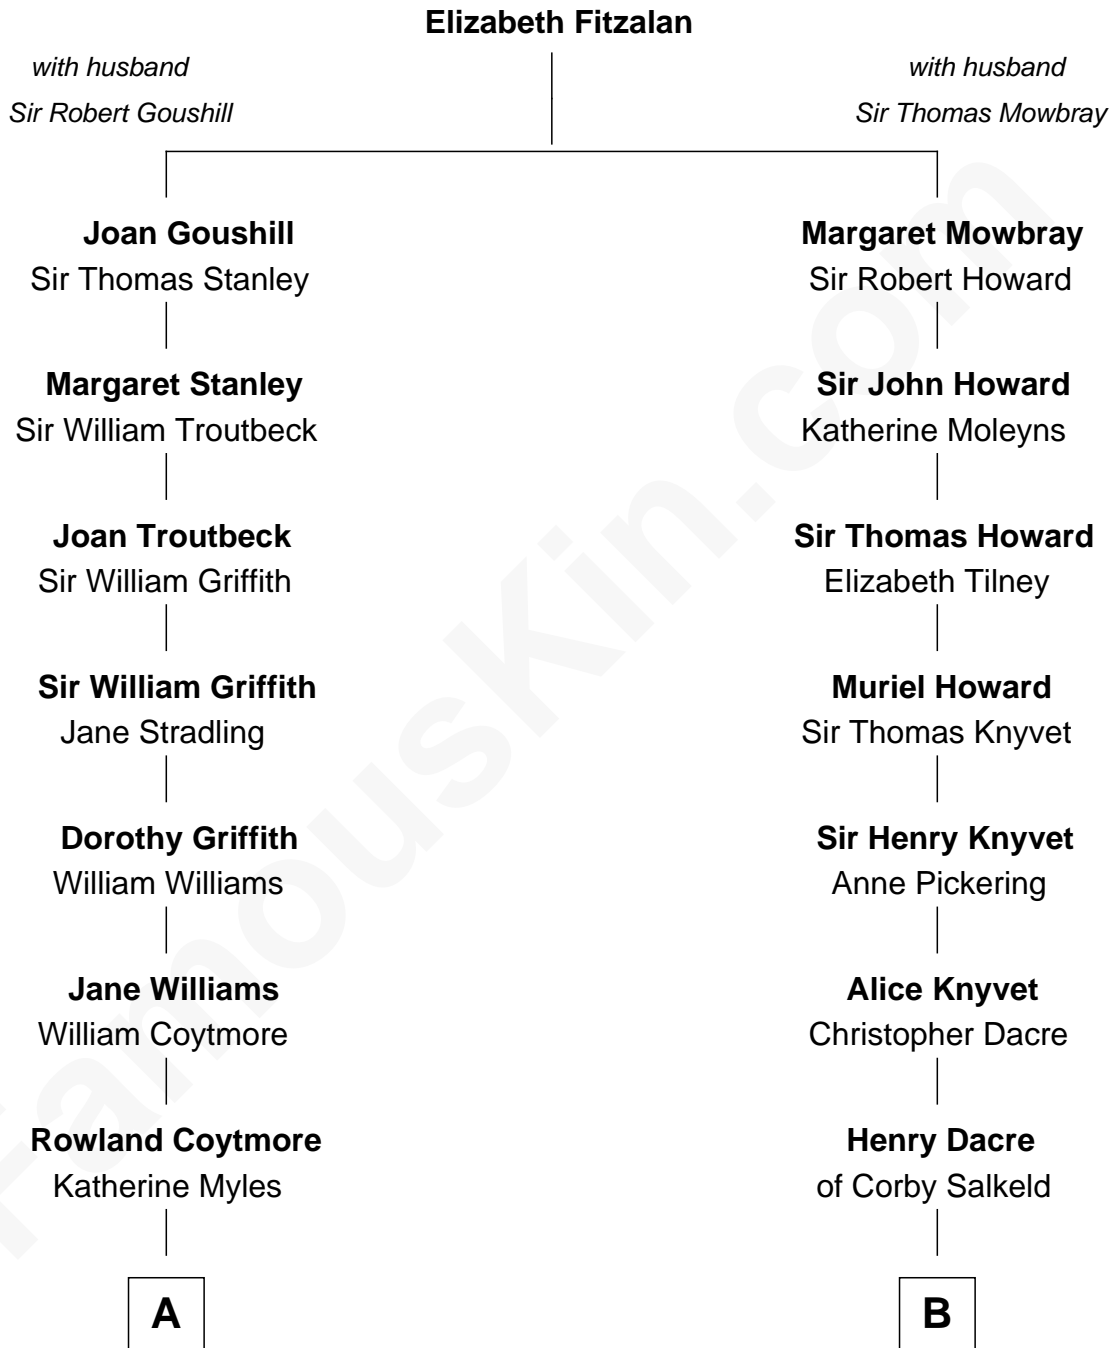 Elizabeth Fitzalan
with husband
Sir Robert Goushill
with husband
Sir Thomas Mowbray
Joan Goushill
Sir Thomas Stanley
Margaret Mowbray
Sir Robert Howard
Margaret Stanley
Sir William Troutbeck
Sir John Howard
Katherine Moleyns
Joan Troutbeck
Sir William Griffith
Sir Thomas Howard
Elizabeth Tilney
Sir William Griffith
Jane Stradling
Muriel Howard
Sir Thomas Knyvet
Dorothy Griffith
William Williams
Sir Henry Knyvet
Anne Pickering
Jane Williams
William Coytmore
Alice Knyvet
Christopher Dacre
Rowland Coytmore
Katherine Myles
Henry Dacre
of Corby Salkeld
A
B
FamousKin.com